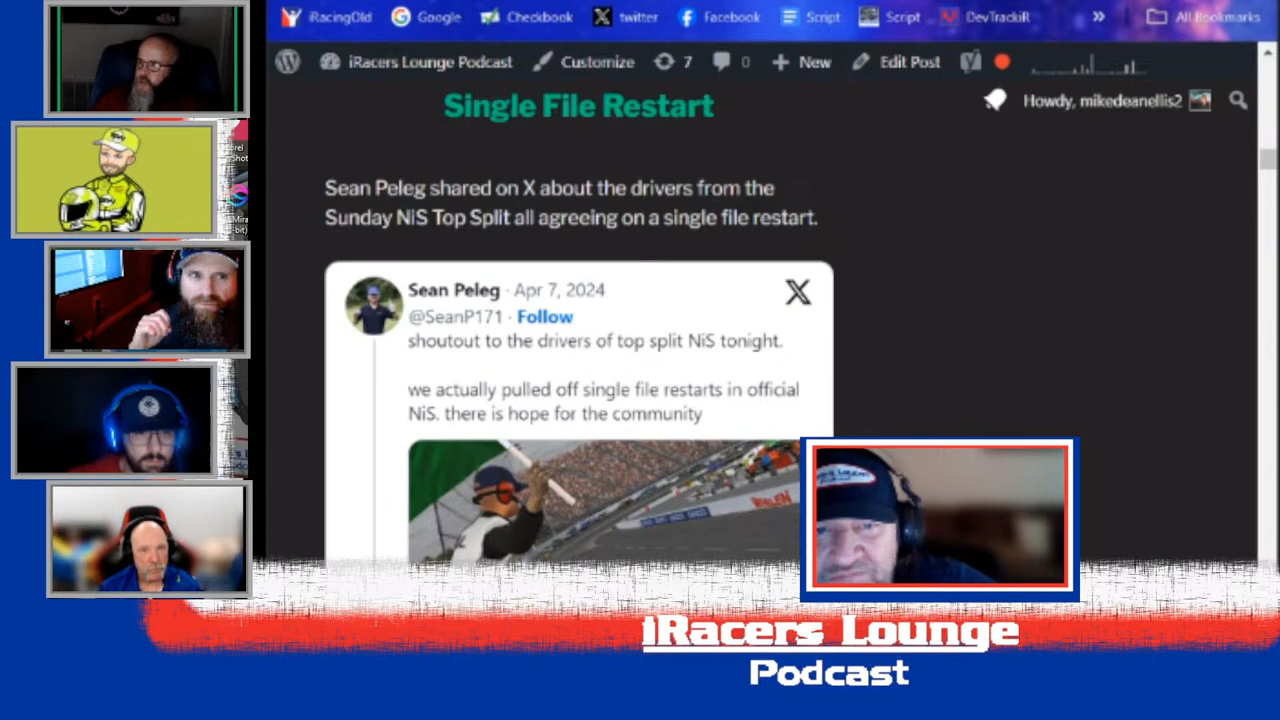 iRacingOld Google Checkbook twitter Facebook Script Script DevTrackiR » All Bookmarks
iRacers Lounge Podcast Customize 7 0 New Edit Post
Howdy, mikedeanellis2
Single File Restart
Sean Peleg shared on X about the drivers from the
Sunday NiS Top Split all agreeing on a single file restart.
Sean Peleg · Apr 7, 2024
@SeanP171 · Follow
shoutout to the drivers of top split NiS tonight.
we actually pulled off single file restarts in official
NiS. there is hope for the community
iRacers Lounge
Podcast